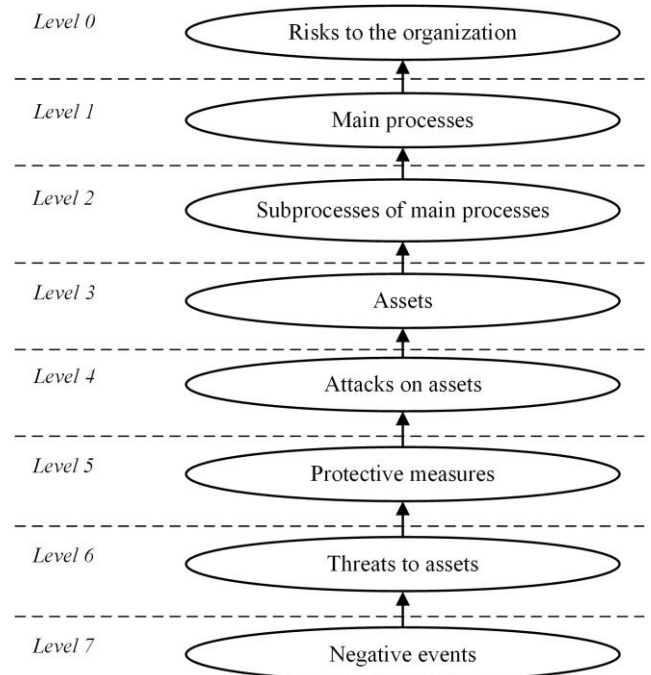 Level 0
Risks to the organization
Level 1
Main processes
Level 2
Subprocesses of main processes
Level 3
Assets
Level 4
Attacks on assets
Level 5
Protective measures
Level 6
Threats to assets
Level 7
Negative events